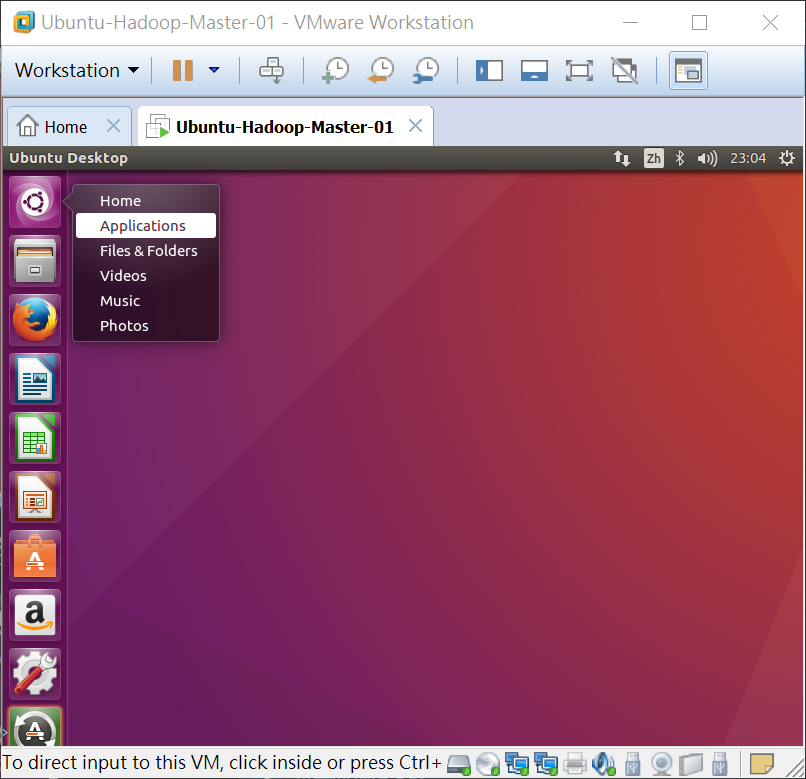 Ubuntu-Hadoop-Master-01 - VMware Workstation
Workstation
Home
Ubuntu-Hadoop-Master-01
Ubuntu Desktop
Zh
23:04
Home
Applications
Files & Folders
Videos
Music
Photos
a
To direct input to this VM, click inside or press Ctrl+